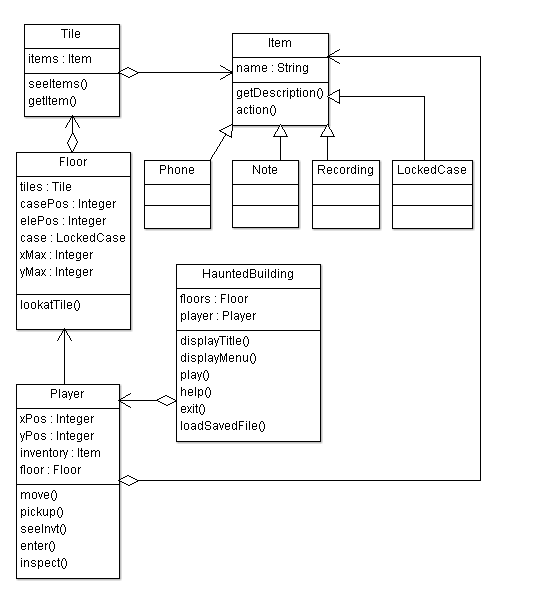 Tile
items : Item
seeItems()
getItem()
Item
name : String
getDescription()
action()
Floor
tiles : Tile
casePos : Integer
elePos : Integer
case : LockedCase
xMax : Integer
yMax : Integer
lookatTile()
Phone
Note
Recording
LockedCase
HauntedBuilding
floors : Floor
player : Player
displayTitle()
displayMenu()
play()
help()
exit()
loadSavedFile()
Player
xPos : Integer
yPos : Integer
inventory : Item
floor : Floor
move()
pickup()
seeInvt()
enter()
inspect()